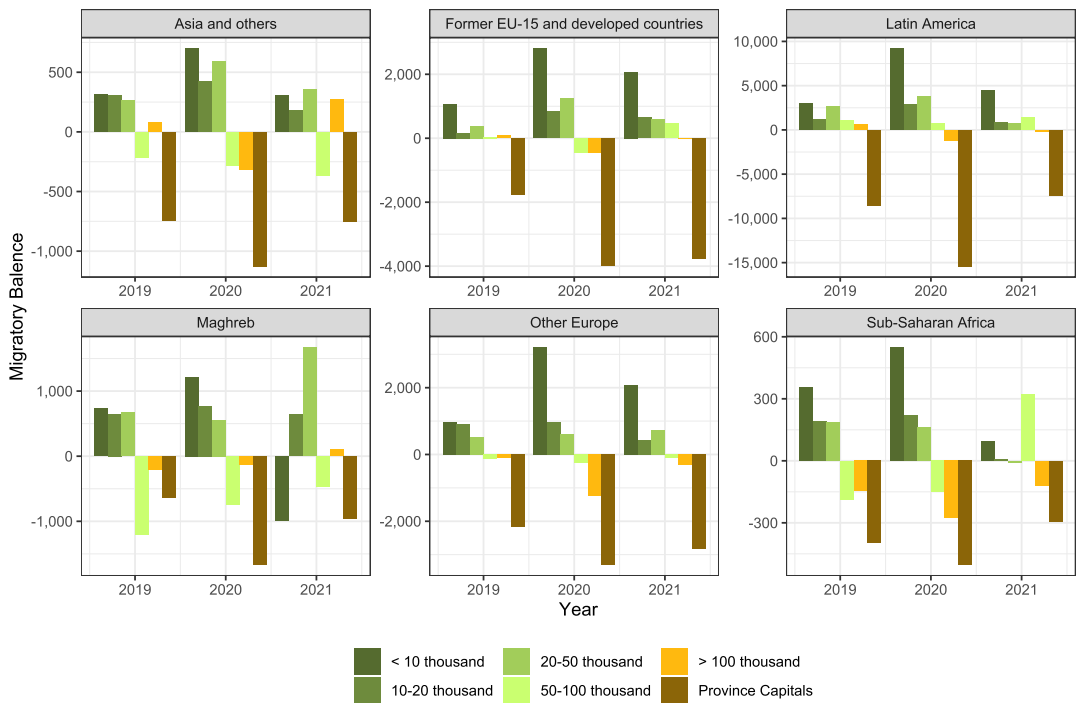 Asia and others
Former EU-15 and developed countries
Latin America
500
0
-500
-1,000
2,000
0
-2,000
-4,000
10,000
5,000
0
-5,000
-10,000
-15,000
2019 2020 2021
2019 2020 2021
2019 2020 2021
Migratory Balence
Maghreb
Other Europe
Sub-Saharan Africa
1,000
0
-1,000
2,000
0
-2,000
600
300
0
-300
2019 2020 2021
2019 2020 2021
2019 2020 2021
Year
< 10 thousand
20-50 thousand
> 100 thousand
10-20 thousand
50-100 thousand
Province Capitals